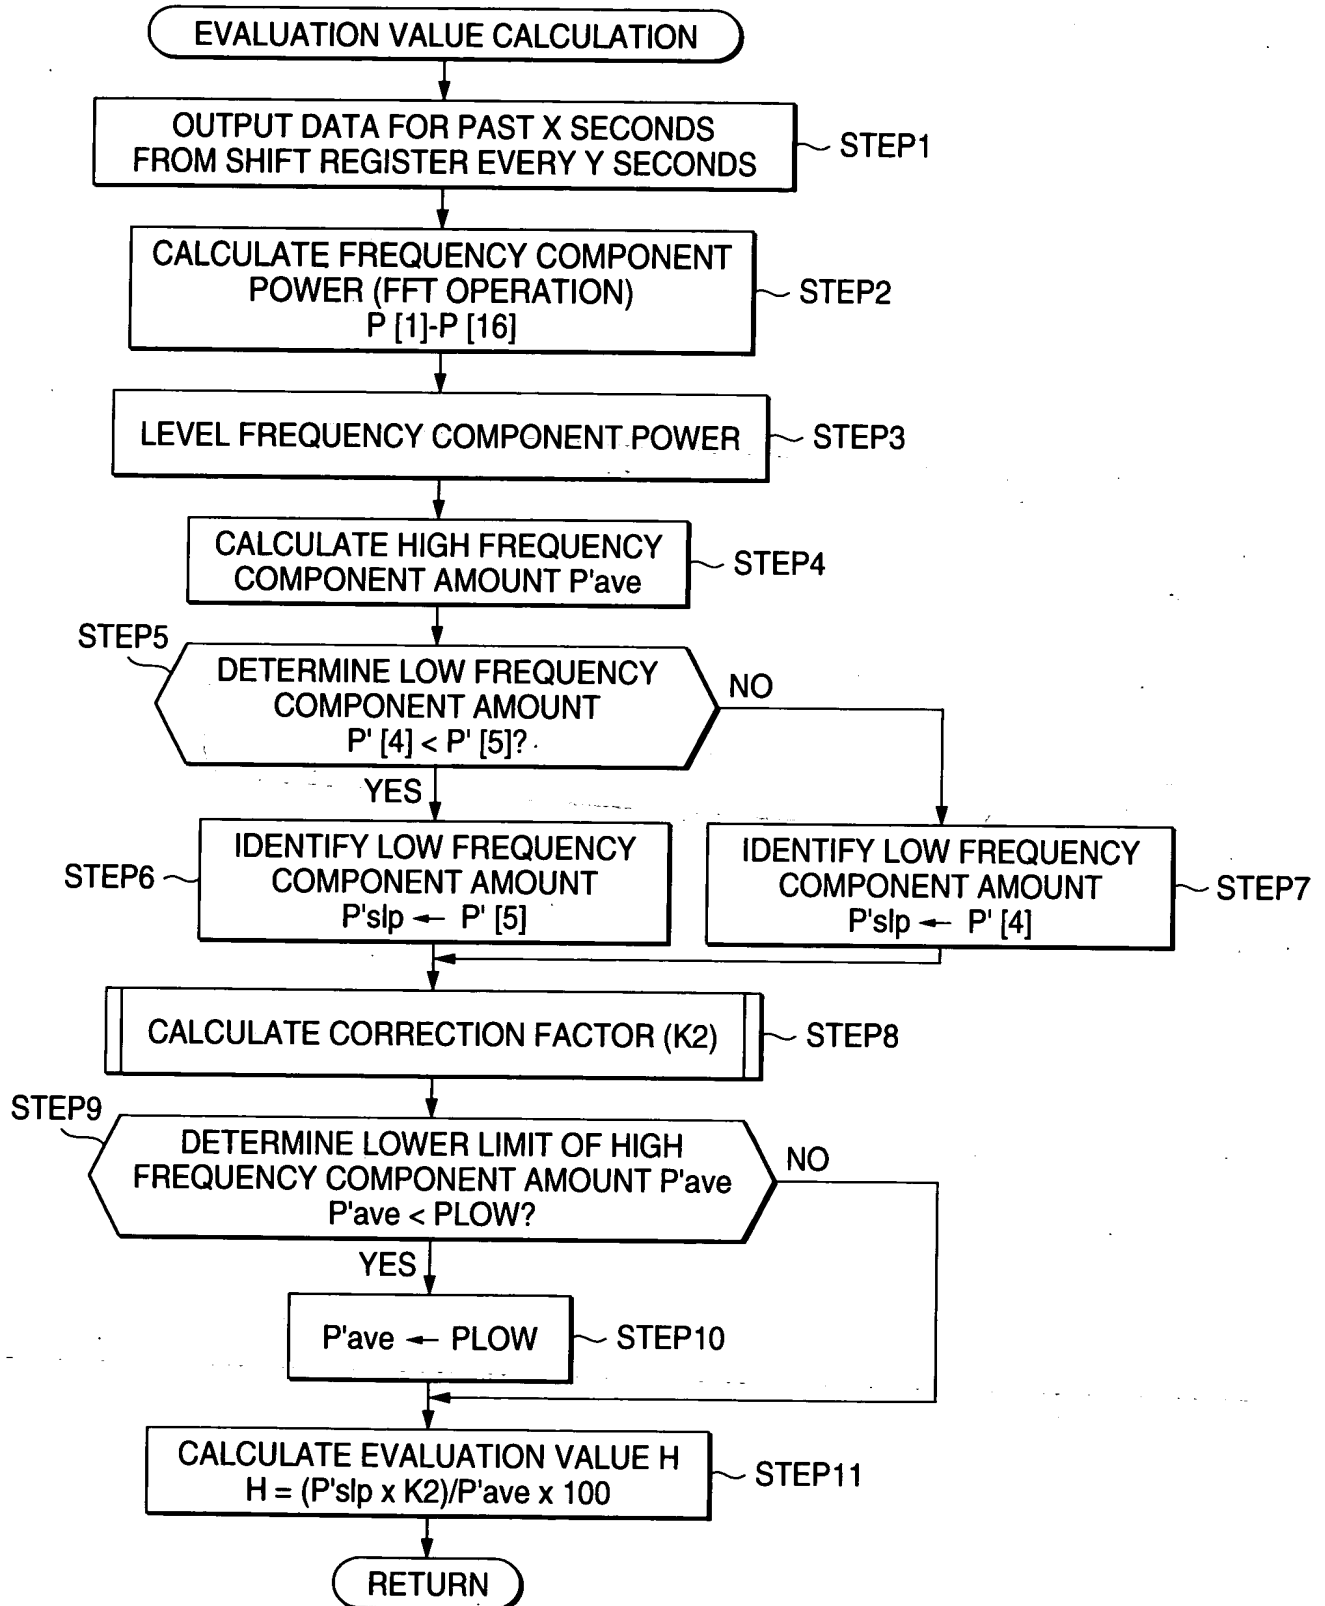 EVALUATION VALUE CALCULATION
OUTPUT DATA FOR PAST X SECONDS
FROM SHIFT REGISTER EVERY Y SECONDS
STEP1
CALCULATE FREQUENCY COMPONENT
POWER (FFT OPERATION)
P [1]-P [16]
STEP2
LEVEL FREQUENCY COMPONENT POWER
STEP3
CALCULATE HIGH FREQUENCY
COMPONENT AMOUNT P'ave
STEP4
STEP5
DETERMINE LOW FREQUENCY
COMPONENT AMOUNT
P' [4] < P' [5]?
NO
YES
IDENTIFY LOW FREQUENCY
COMPONENT AMOUNT
P'slp ← P' [5]
STEP6
IDENTIFY LOW FREQUENCY
COMPONENT AMOUNT
P'slp ← P' [4]
STEP7
CALCULATE CORRECTION FACTOR (K2)
STEP8
STEP9
DETERMINE LOWER LIMIT OF HIGH
FREQUENCY COMPONENT AMOUNT P'ave
P'ave < PLOW?
NO
YES
P'ave ← PLOW
STEP10
CALCULATE EVALUATION VALUE H
H = (P'slp x K2)/P'ave x 100
STEP11
RETURN